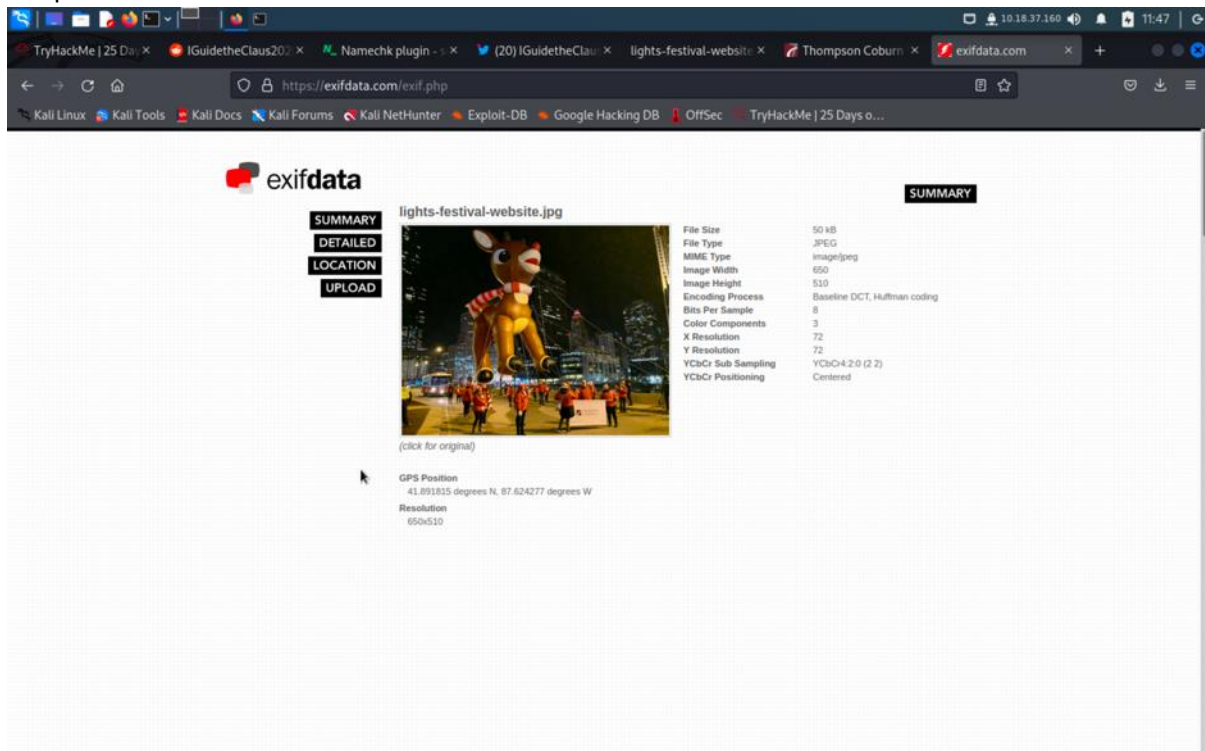 10.18.37.160 11:47
TryHackMe | 25 Day IGuidetheClaus202 Namechk plugin - s (20) IGuidetheClau lights-festival-website Thompson Coburn exifdata.com
https://exifdata.com/exif.php
Kali Linux Kali Tools Kali Docs Kali Forums Kali NetHunter Exploit-DB Google Hacking DB OffSec TryHackMe | 25 Days o...
exifdata
SUMMARY
SUMMARY
DETAILED
LOCATION
UPLOAD
lights-festival-website.jpg
File Size 50 kB
File Type JPEG
MIME Type image/jpeg
Image Width 650
Image Height 510
Encoding Process Baseline DCT, Huffman coding
Bits Per Sample 8
Color Components 3
X Resolution 72
Y Resolution 72
YCbCr Sub Sampling YCbCr4:2:0 (2 2)
YCbCr Positioning Centered
(click for original)
GPS Position
41.891815 degrees N, 87.624277 degrees W
Resolution
650x510